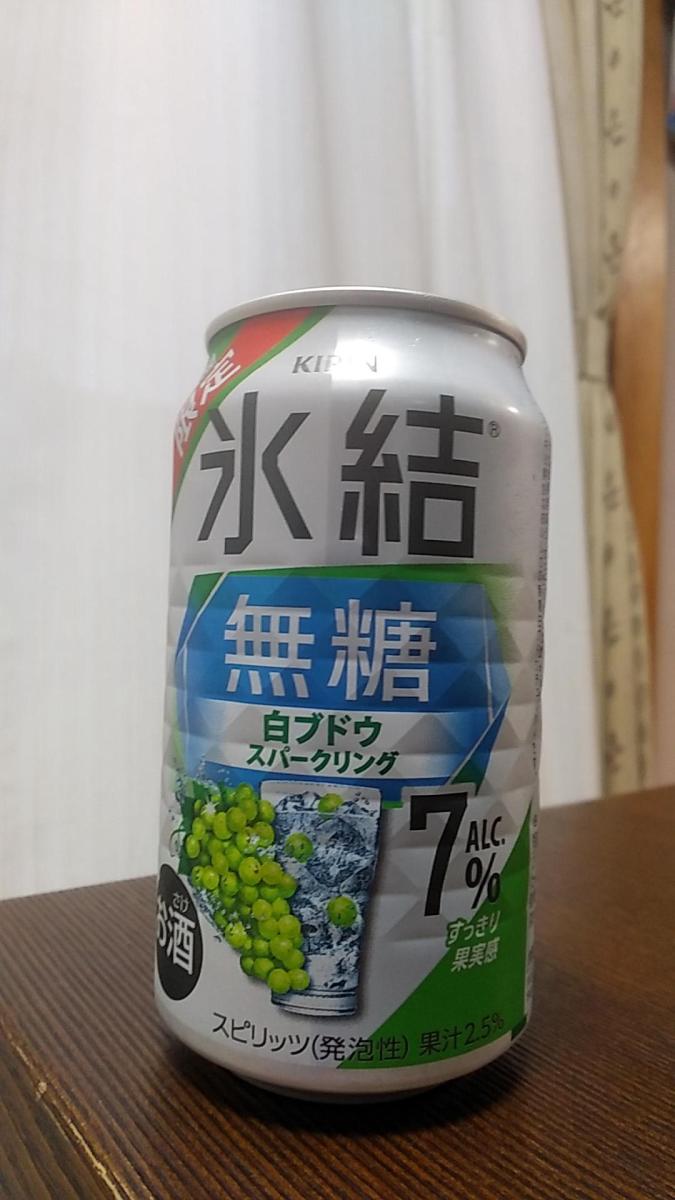 限定
KIRIN
氷結®
無糖
白ブドウ
スパークリング
7%
ALC.
すっきり
果実感
お酒
さけ
スピリッツ(発泡性) 果汁2.5%